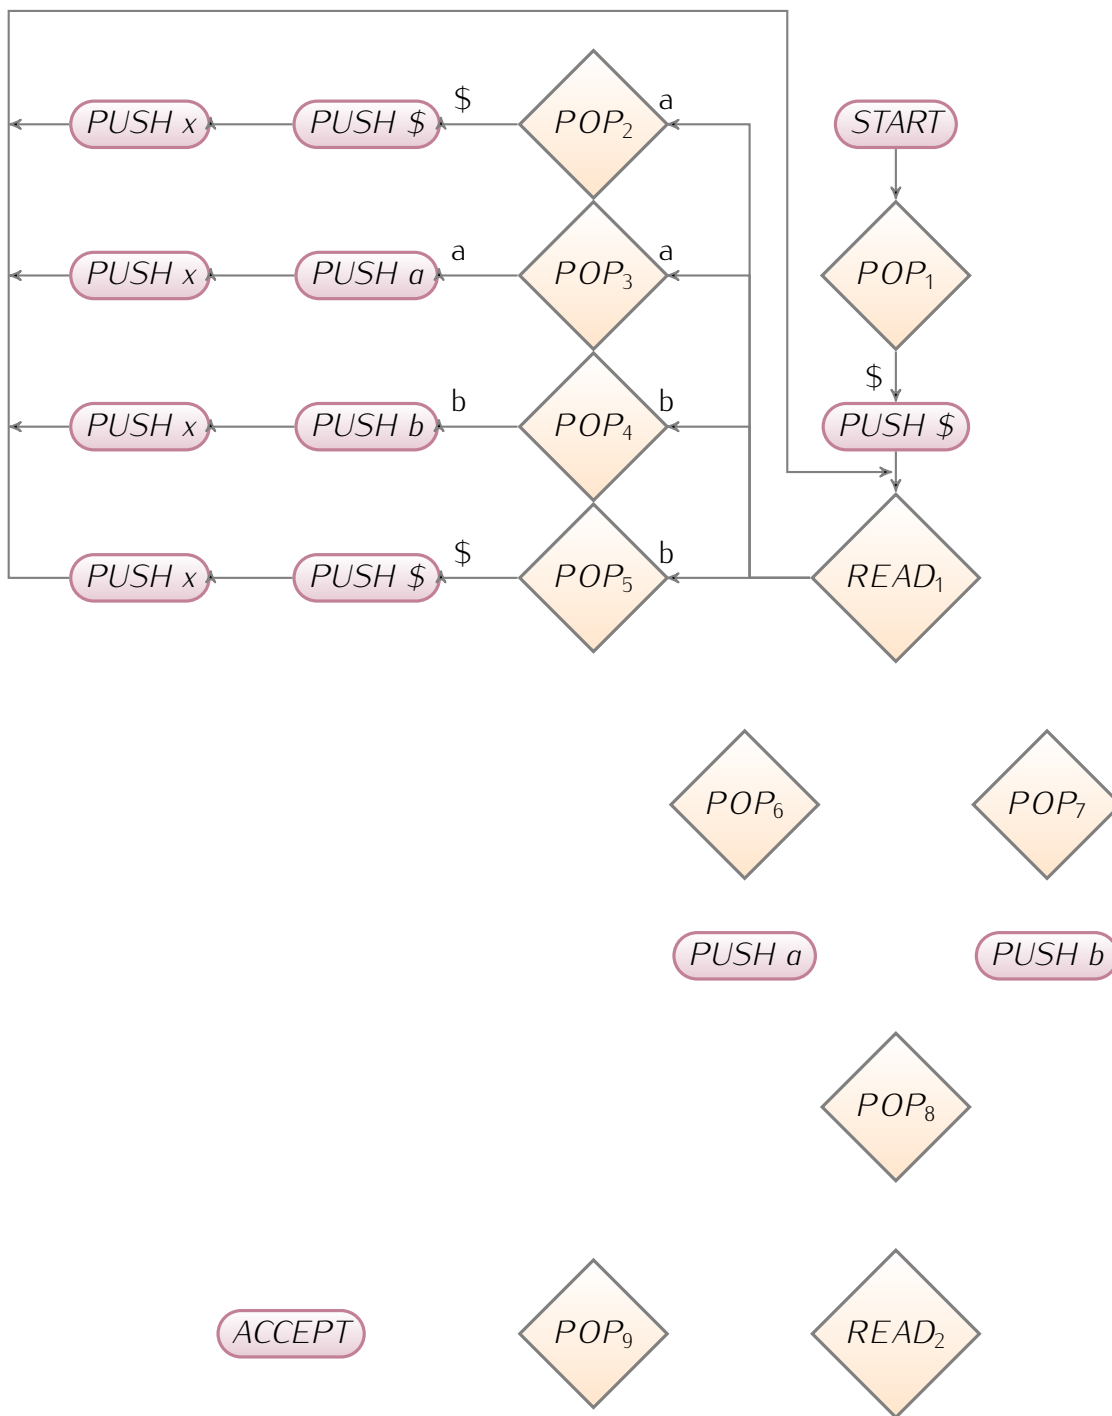 PUSH x PUSH $ $ POP2 a START
PUSH x PUSH a a POP3 a POP1
$
PUSH x PUSH b b POP4 b PUSH $
PUSH x PUSH $ $ POP5 b READ1
POP6 POP7
PUSH a PUSH b
POP8
ACCEPT POP9 READ2